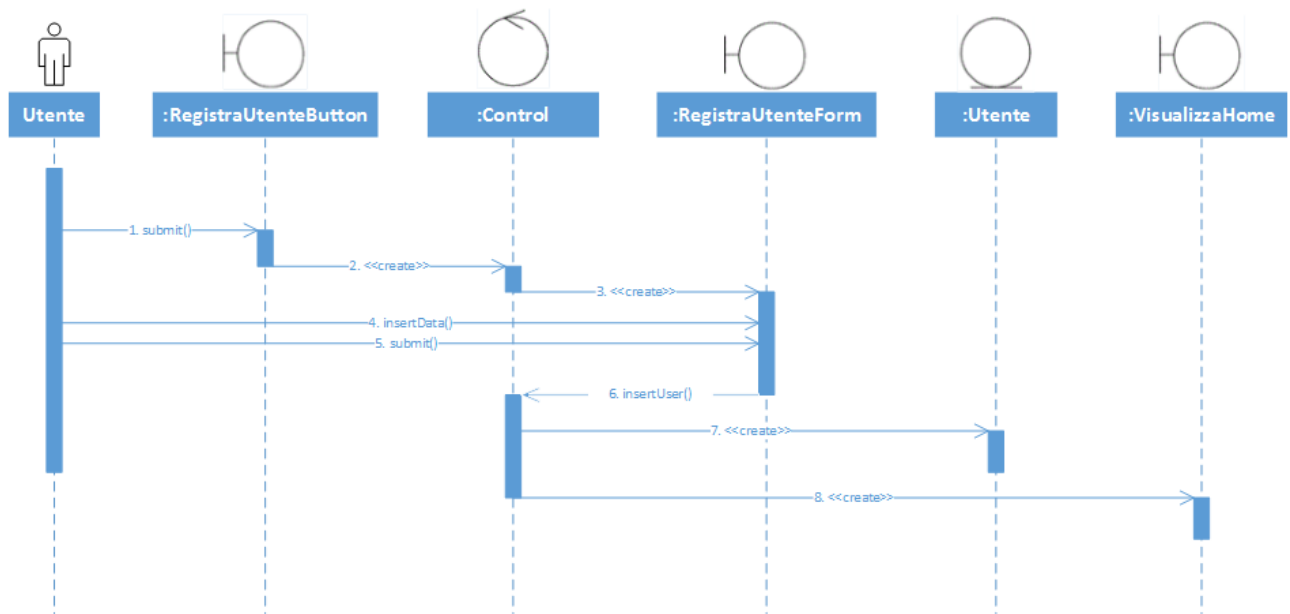 Utente
:RegistraUtenteButton
:Control
:RegistraUtenteForm
:Utente
:VisualizzaHome
1. submit()
2. <<create>>
3. <<create>>
4. insertData()
5. submit()
6. insertUser()
7. <<create>>
8. <<create>>